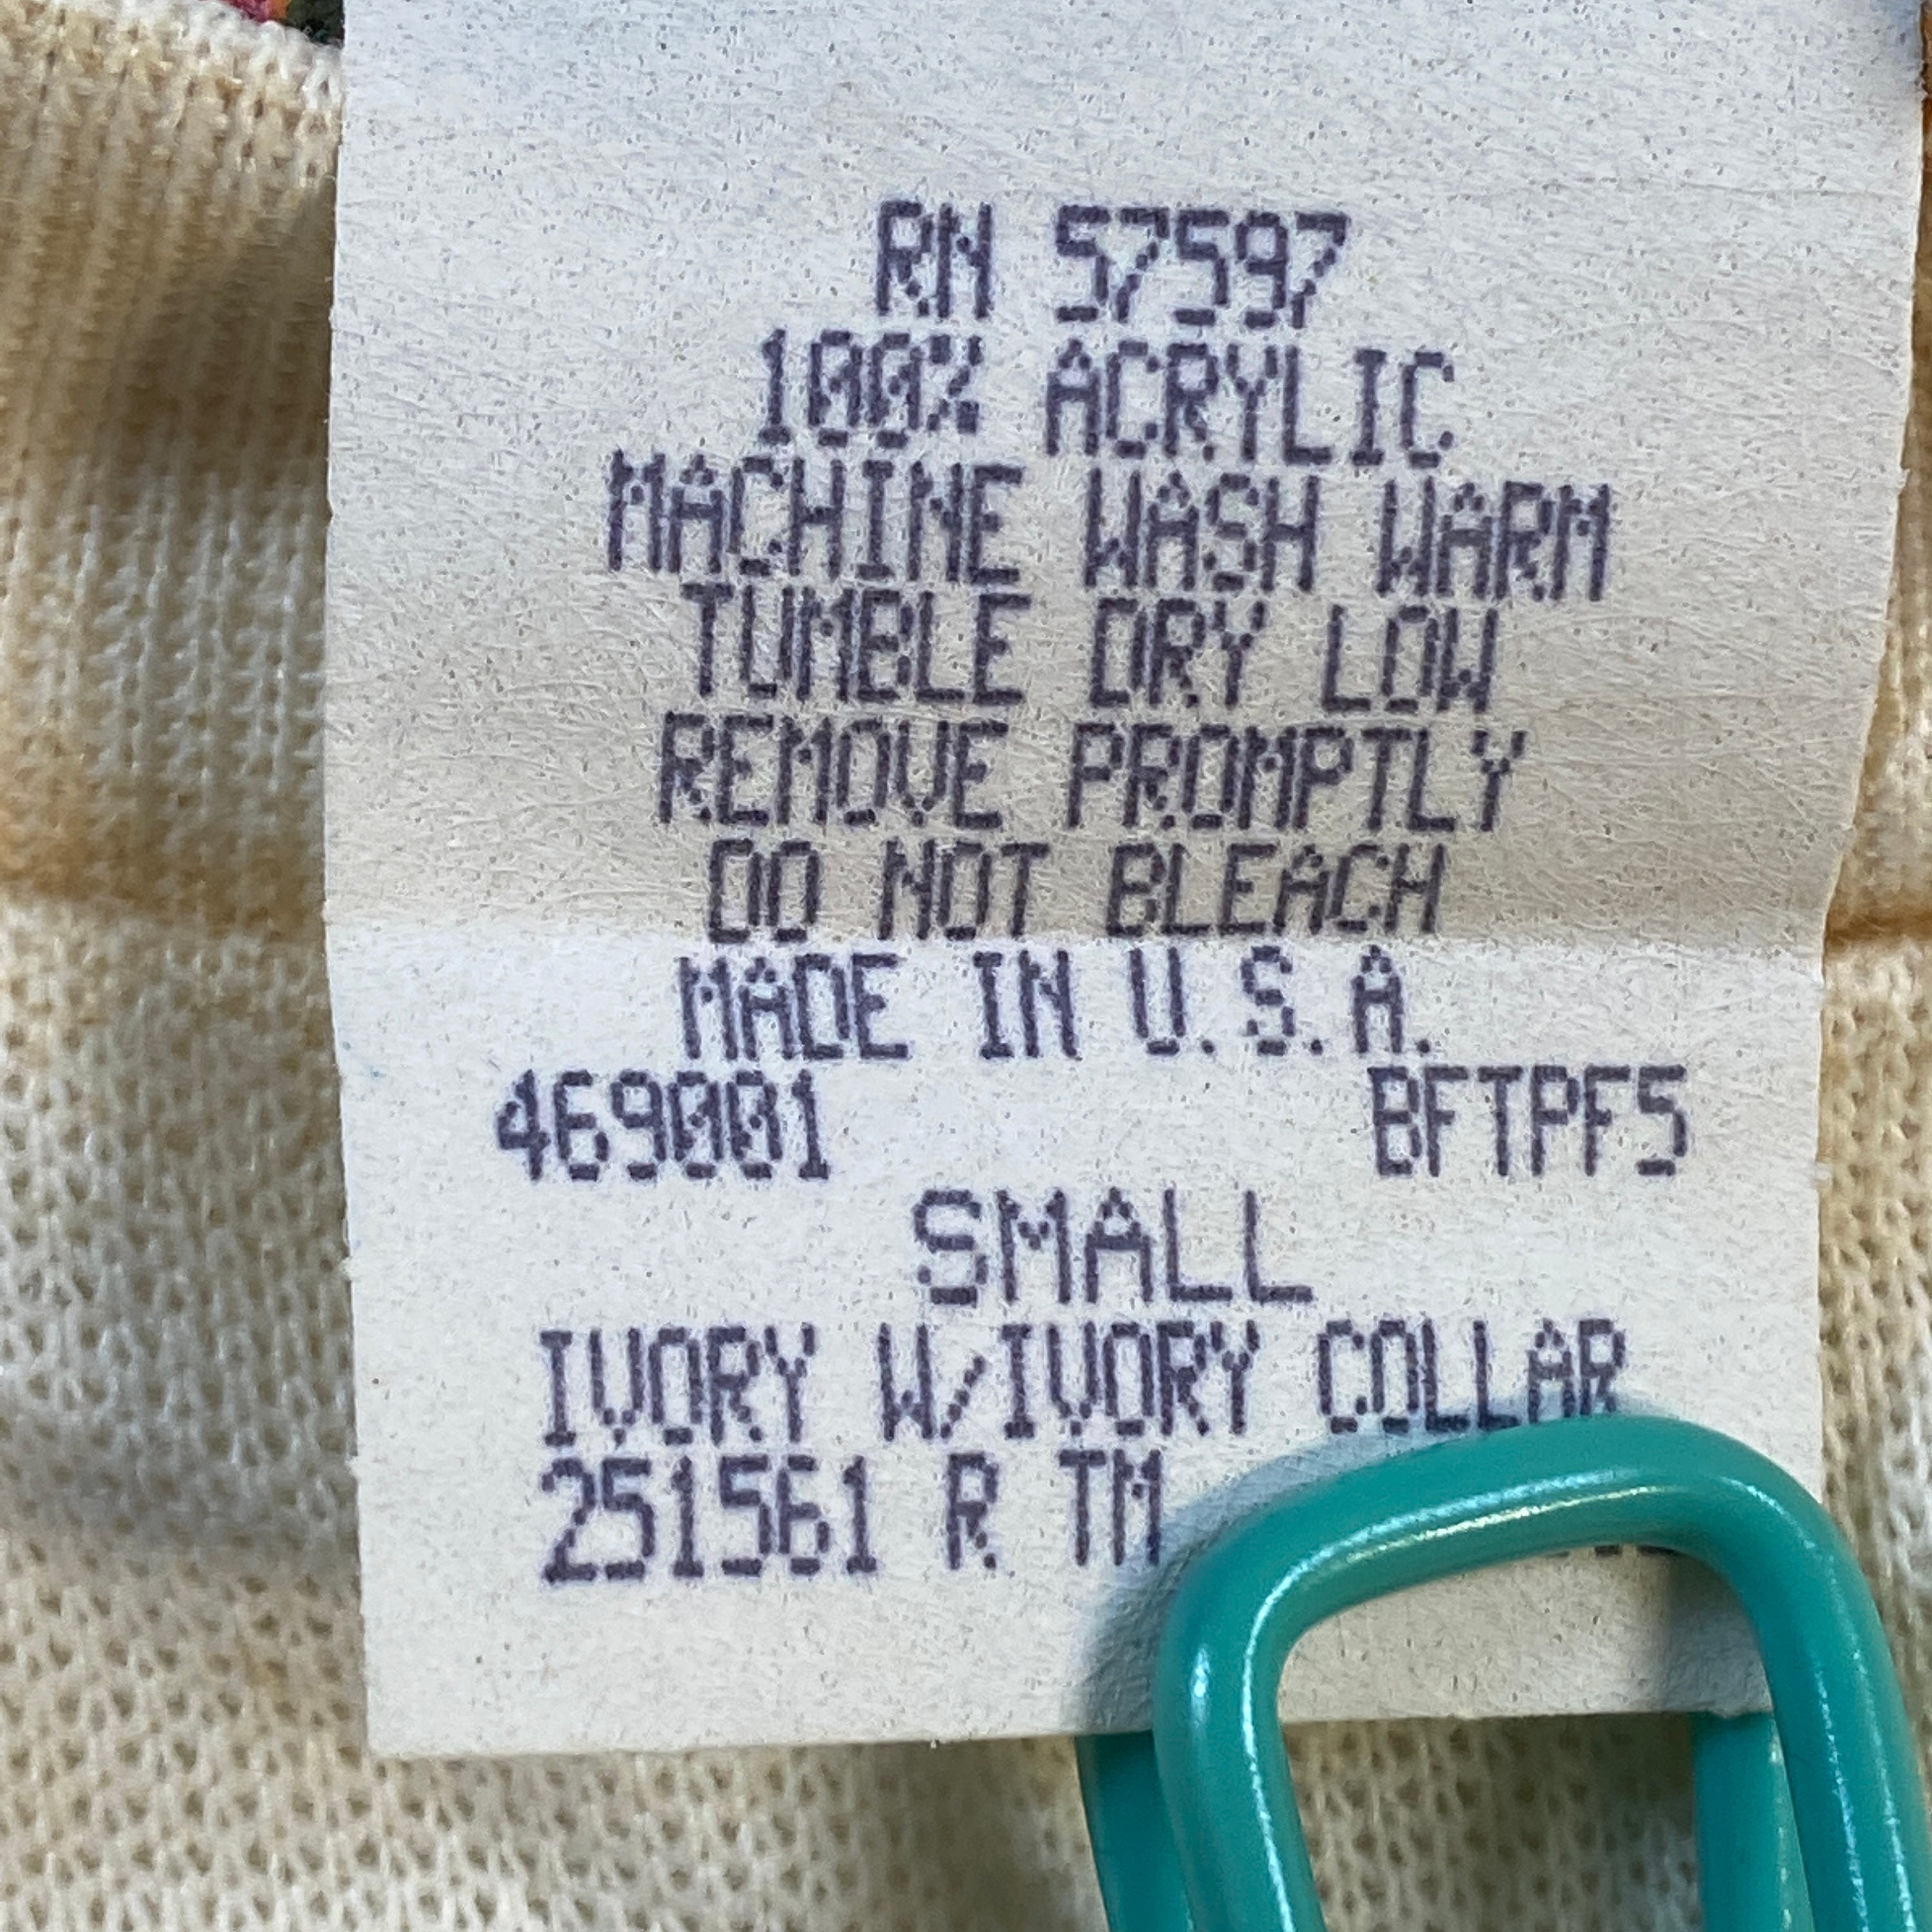 RN 57597
100% ACRYLIC
MACHINE WASH WARM
TUMBLE DRY LOW
REMOVE PROMPTLY
DO NOT BLEACH
MADE IN U.S.A.
469001 BFTPF5
SMALL
IVORY W/IVORY COLLAR
251561 R TM